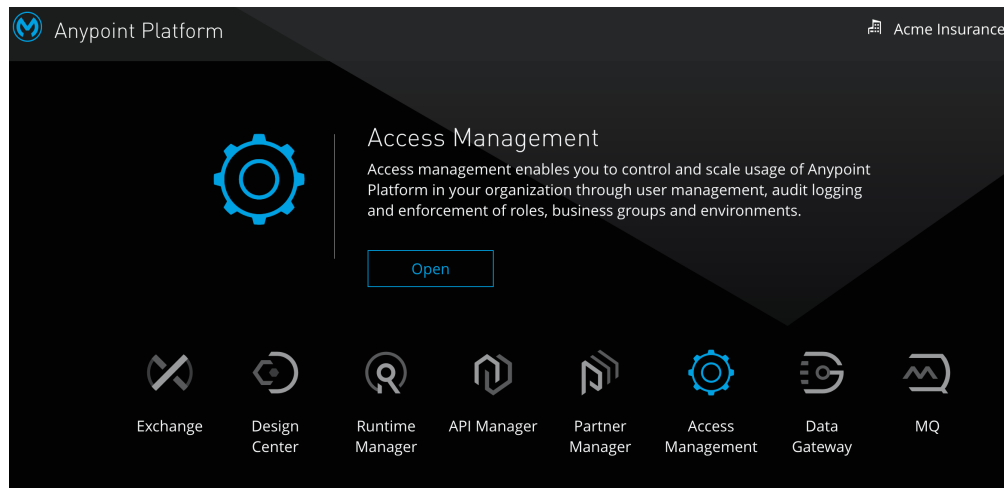 Anypoint Platform
Acme Insurance
Access Management
Access management enables you to control and scale usage of Anypoint
Platform in your organization through user management, audit logging
and enforcement of roles, business groups and environments.
Open
Exchange
Design
Center
Runtime
Manager
API Manager
Partner
Manager
Access
Management
Data
Gateway
MQ